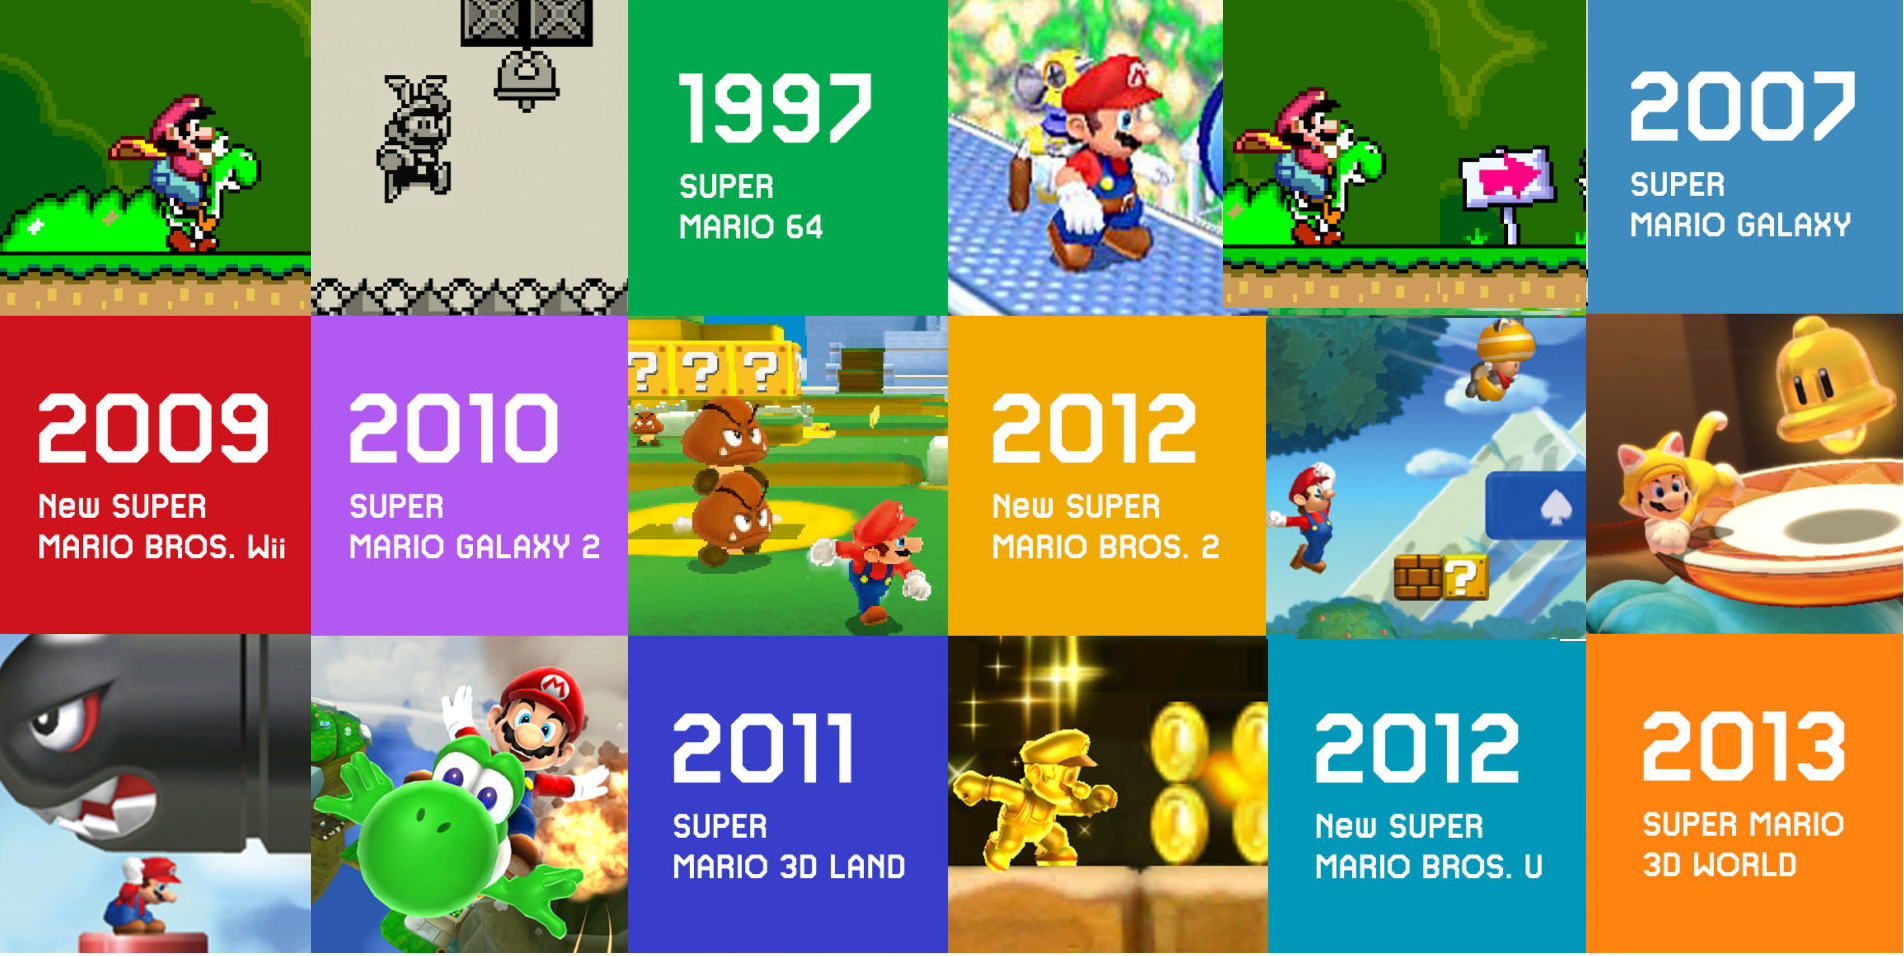 1997
SUPER
MARIO 64
2007
SUPER
MARIO GALAXY
2009
New SUPER
MARIO BROS. Wii
2010
SUPER
MARIO GALAXY 2
? ? ?
2012
New SUPER
MARIO BROS. 2
?
M
2011
SUPER
MARIO 3D LAND
2012
New SUPER
MARIO BROS. U
2013
SUPER MARIO
3D WORLD